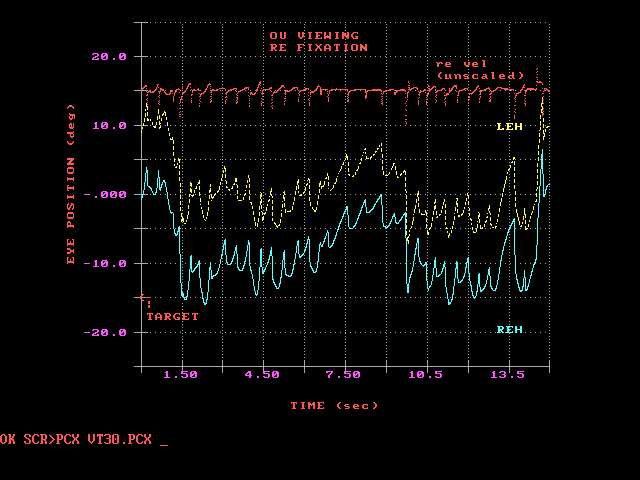 OU VIEWING
RE FIXATION
re vel
(unscaled)
20.0
10.0
-.000
-10.0
-20.0
EYE POSITION (deg)
LEH
REH
TARGET
1.50 4.50 7.50 10.5 13.5
TIME (sec)
OK SCR>PCX VT30.PCX _